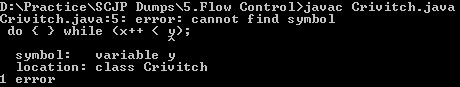 D:\Practice\SCJP Dumps\5.Flow Control>javac Crivitch.java
Crivitch.java:5: error: cannot find symbol
do { } while (x++ < y);
^
symbol:   variable y
location: class Crivitch
1 error